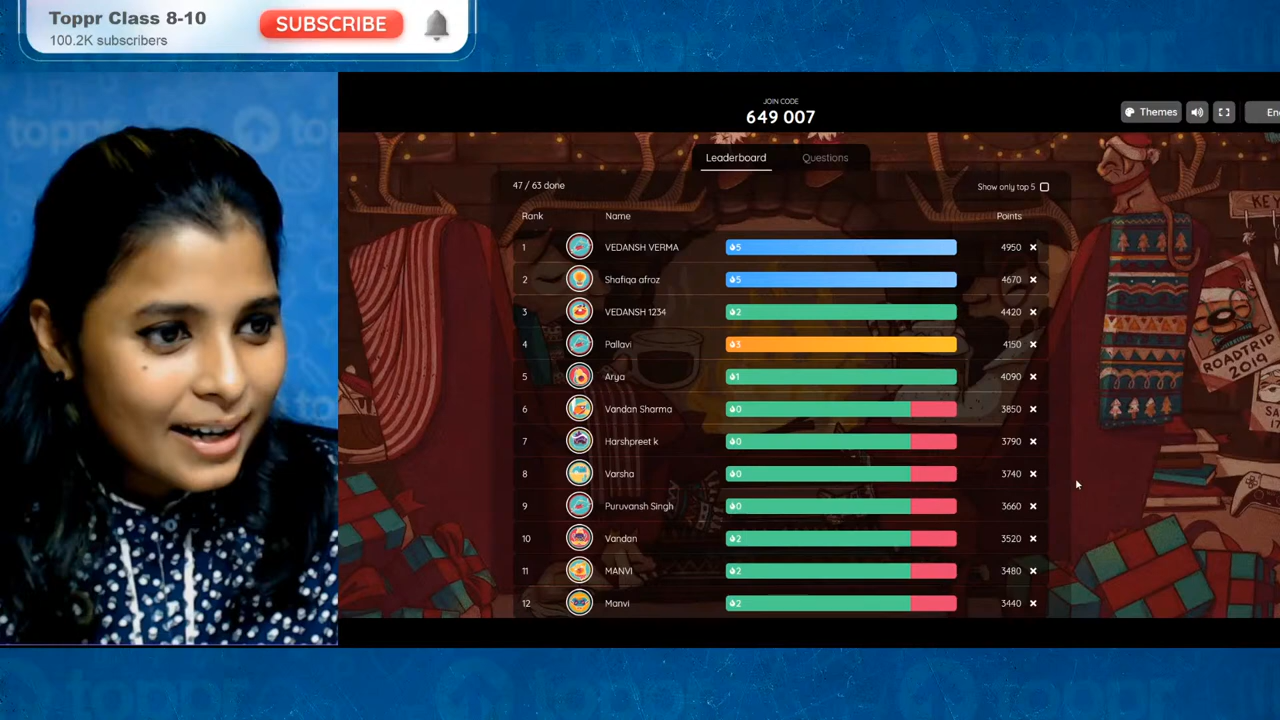 Toppr Class 8-10
100.2K subscribers
SUBSCRIBE
toppr
JOIN CODE
649 007
Themes
Leaderboard
Questions
47 / 63 done
Show only top 5
Rank Name Points
1 VEDANSH VERMA 5 4950
2 Shafiqa afroz 5 4670
3 VEDANSH 1234 2 4420
4 Pallavi 3 4150
5 Arya 1 4090
6 Vandan Sharma 0 3850
7 Harshpreet k 0 3790
8 Varsha 0 3740
9 Puruvansh Singh 0 3660
10 Vandan 2 3520
11 MANVI 2 3480
12 Manvi 2 3440
KEY
ROADTRIP
2019
toppr
toppr